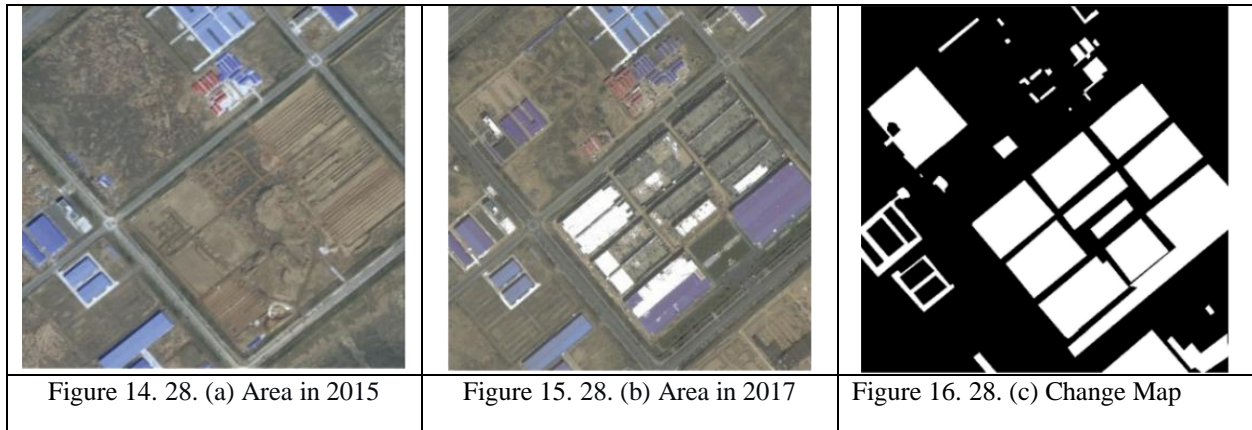 Figure 14. 28. (a) Area in 2015
Figure 15. 28. (b) Area in 2017
Figure 16. 28. (c) Change Map